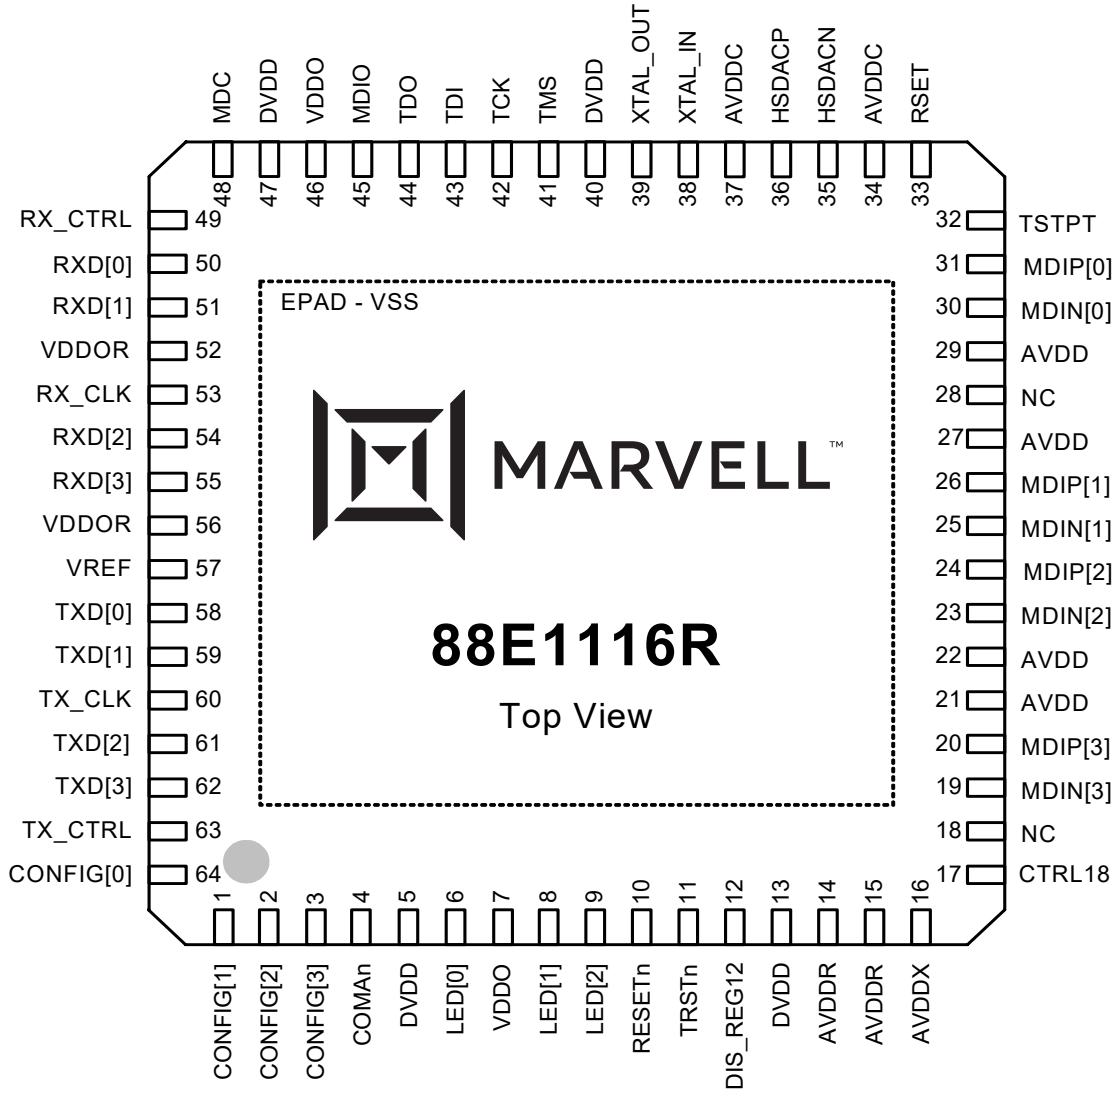 MDC
DVDD
VDDO
MDIO
TDO
TDI
TCK
TMS
DVDD
XTAL_OUT
XTAL_IN
AVDDC
HSDACP
HSDACN
AVDDC
RSET
48
47
46
45
44
43
42
41
40
39
38
37
36
35
34
33
RX_CTRL 49
RXD[0] 50
RXD[1] 51
VDDOR 52
RX_CLK 53
RXD[2] 54
RXD[3] 55
VDDOR 56
VREF 57
TXD[0] 58
TXD[1] 59
TX_CLK 60
TXD[2] 61
TXD[3] 62
TX_CTRL 63
CONFIG[0] 64
EPAD - VSS
MARVELL™
88E1116R
Top View
32 TSTPT
31 MDIP[0]
30 MDIN[0]
29 AVDD
28 NC
27 AVDD
26 MDIP[1]
25 MDIN[1]
24 MDIP[2]
23 MDIN[2]
22 AVDD
21 AVDD
20 MDIP[3]
19 MDIN[3]
18 NC
17 CTRL18
1
2
3
4
5
6
7
8
9
10
11
12
13
14
15
16
CONFIG[1]
CONFIG[2]
CONFIG[3]
COMAn
DVDD
LED[0]
VDDO
LED[1]
LED[2]
RESETn
TRSTn
DIS_REG12
DVDD
AVDDR
AVDDR
AVDDX